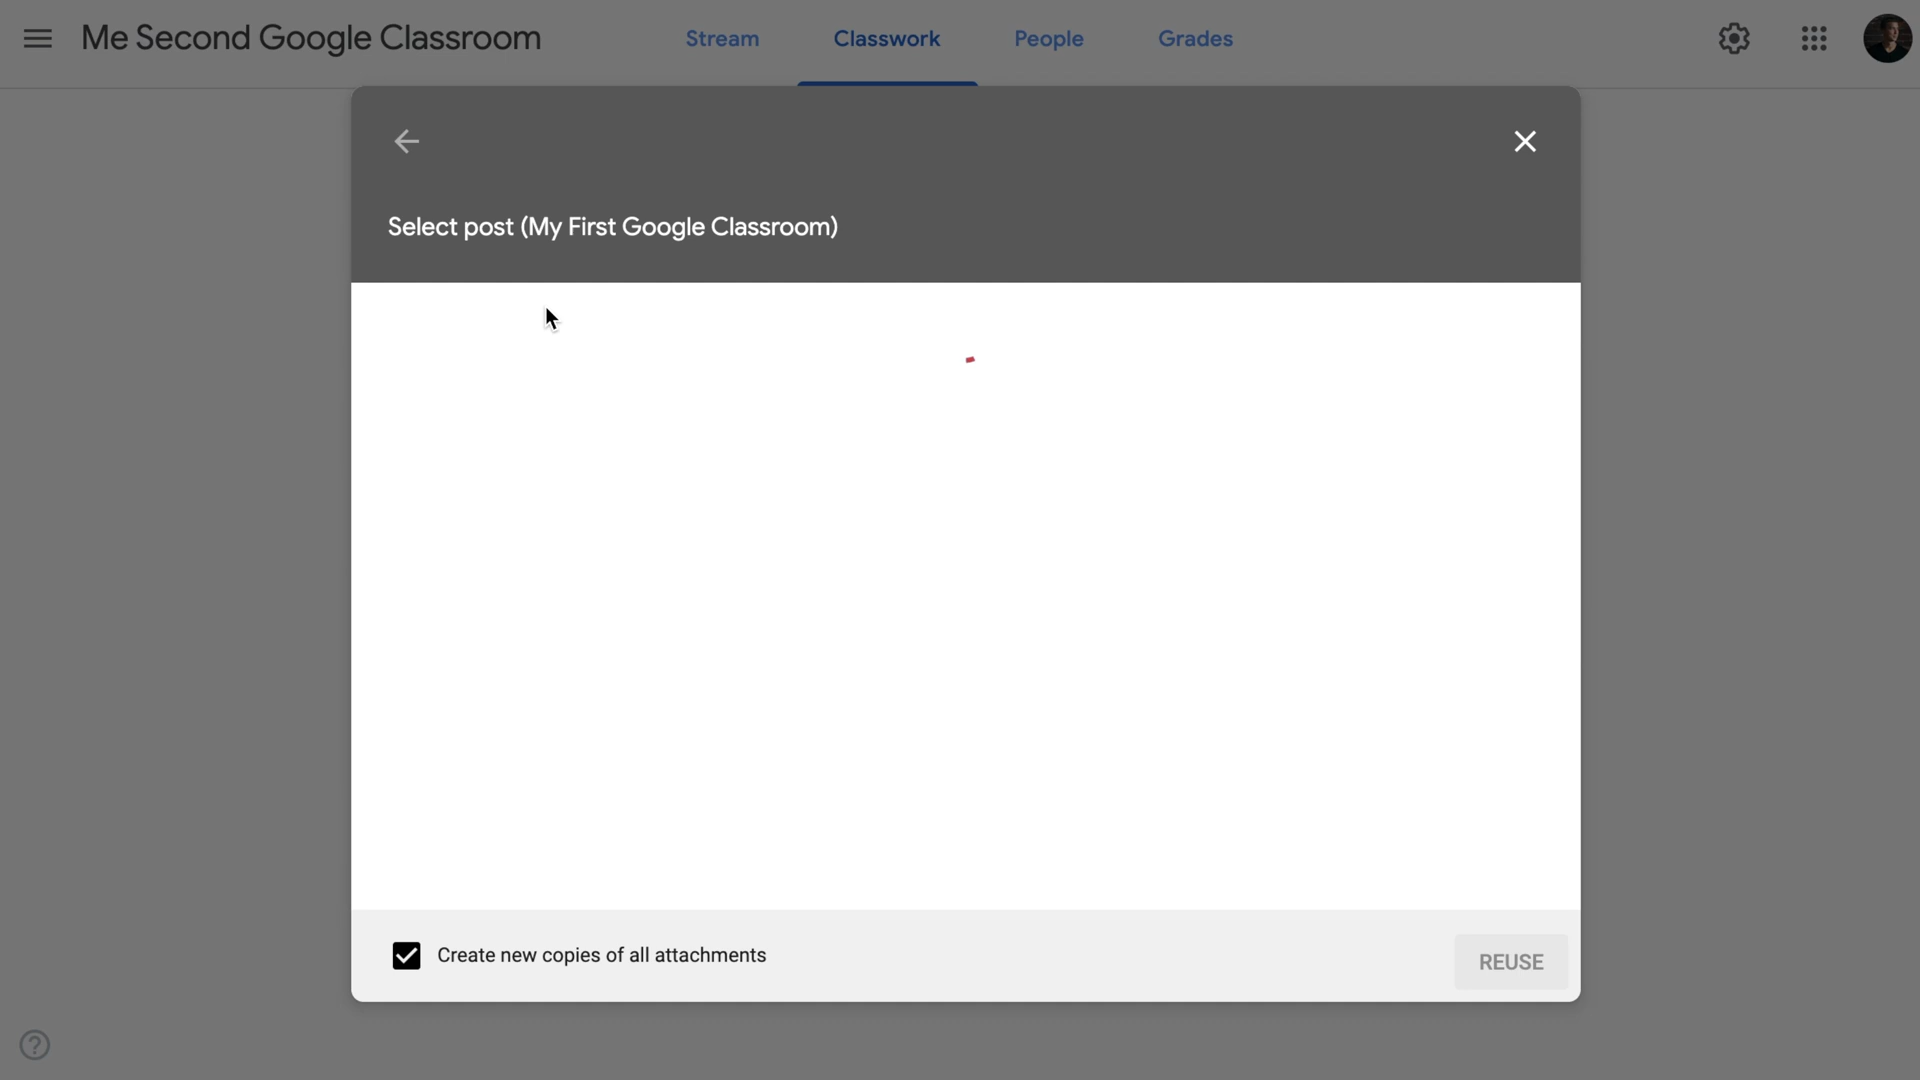 Me Second Google Classroom
Stream
Classwork
People
Grades
Select post (My First Google Classroom)
Create new copies of all attachments
REUSE